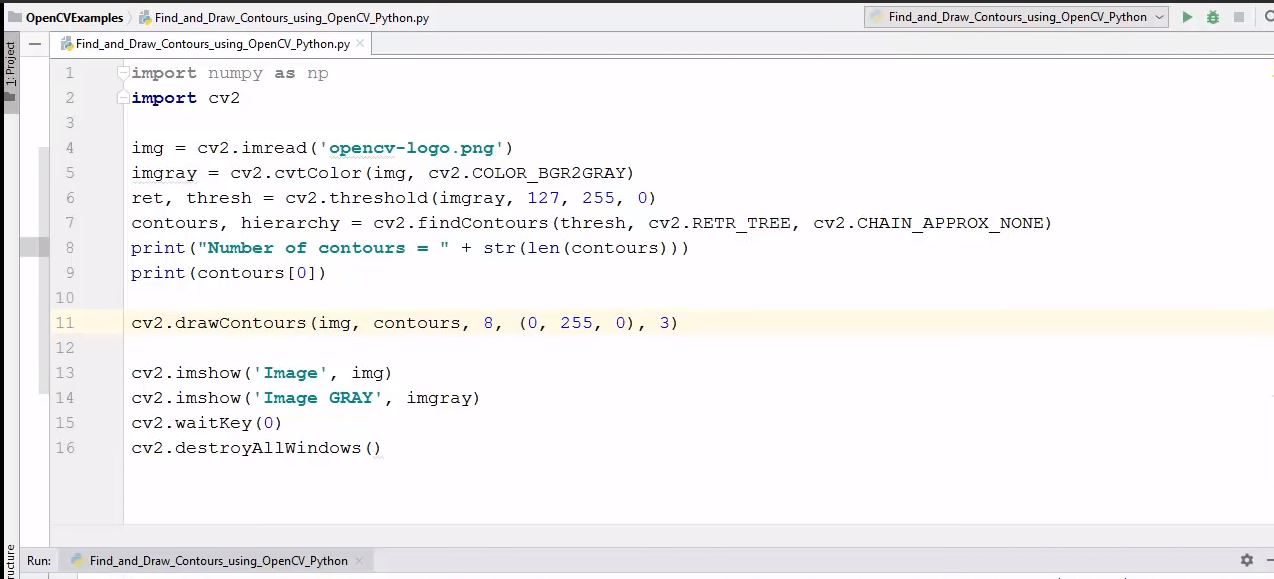 OpenCVExamples Find_and_Draw_Contours_using_OpenCV_Python.py Find_and_Draw_Contours_using_OpenCV_Python
1: Project
Find_and_Draw_Contours_using_OpenCV_Python.py
1 import numpy as np
2 import cv2
3
4 img = cv2.imread('opencv-logo.png')
5 imgray = cv2.cvtColor(img, cv2.COLOR_BGR2GRAY)
6 ret, thresh = cv2.threshold(imgray, 127, 255, 0)
7 contours, hierarchy = cv2.findContours(thresh, cv2.RETR_TREE, cv2.CHAIN_APPROX_NONE)
8 print("Number of contours = " + str(len(contours)))
9 print(contours[0])
10
11 cv2.drawContours(img, contours, 8, (0, 255, 0), 3)
12
13 cv2.imshow('Image', img)
14 cv2.imshow('Image GRAY', imgray)
15 cv2.waitKey(0)
16 cv2.destroyAllWindows()
ructure
Run: Find_and_Draw_Contours_using_OpenCV_Python